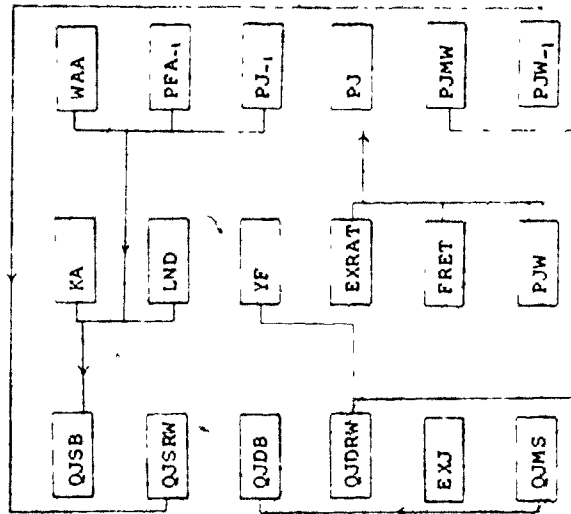 WAA
PFA-1
PJ-1
PJ
PJMW
PJW-1
KA
LND
YF
EXRAT
FRET
PJW
QJSB
QJSRW
QJDB
QJDRW
EXJ
QJMS